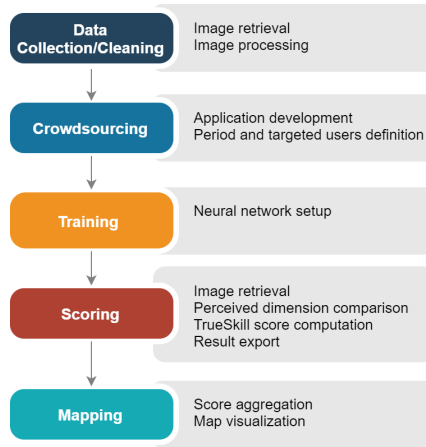 Data
Collection/Cleaning
Image retrieval
Image processing
Crowdsourcing
Application development
Period and targeted users definition
Training
Neural network setup
Scoring
Image retrieval
Perceived dimension comparison
TrueSkill score computation
Result export
Mapping
Score aggregation
Map visualization